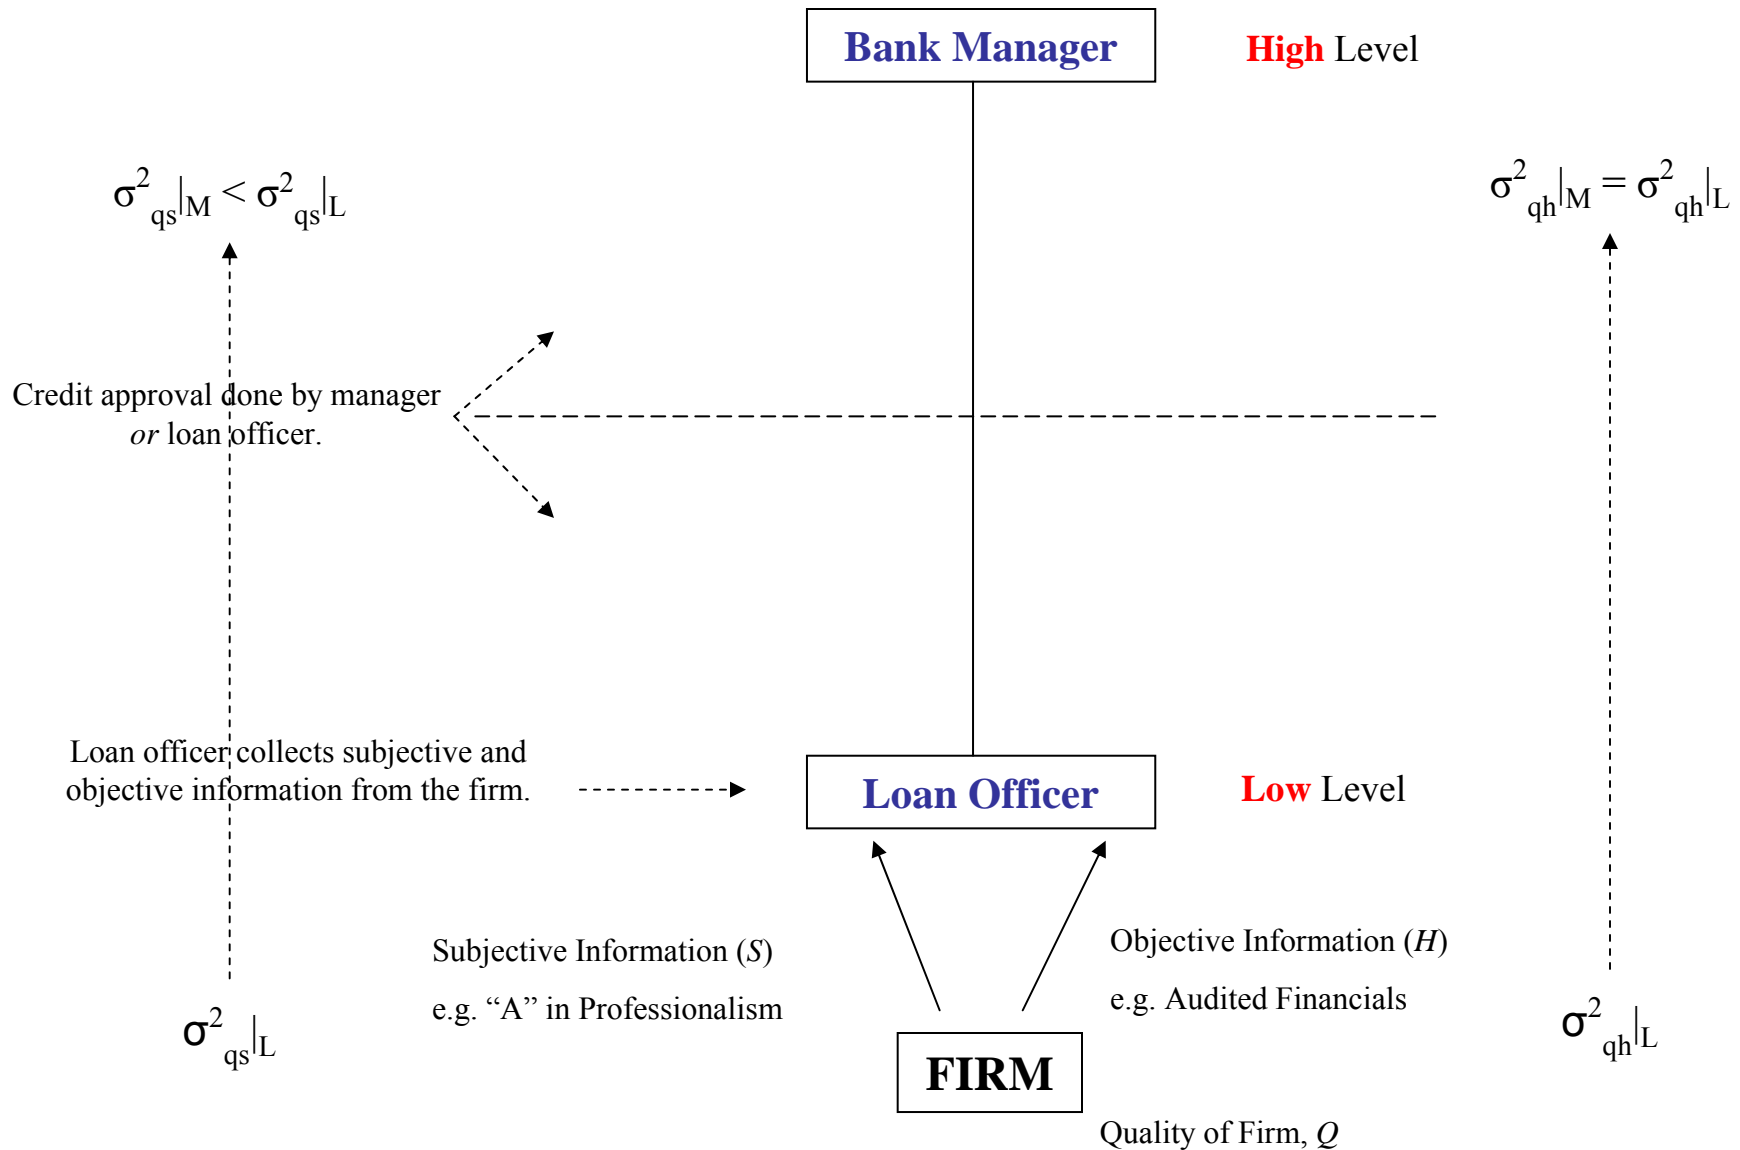 Bank Manager
High Level
σ²qs|M < σ²qs|L
σ²qh|M = σ²qh|L
Credit approval done by manager
or loan officer.
Loan officer collects subjective and
objective information from the firm.
Loan Officer
Low Level
Subjective Information (S)
e.g. “A” in Professionalism
Objective Information (H)
e.g. Audited Financials
σ²qs|L
σ²qh|L
FIRM
Quality of Firm, Q